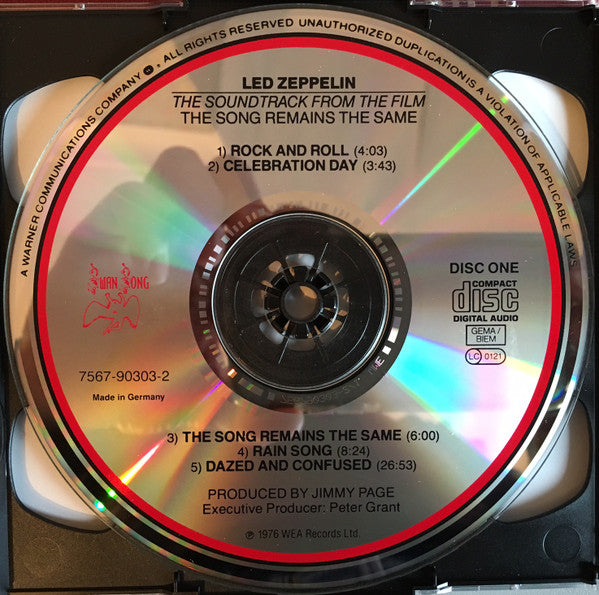 A WARNER COMMUNICATIONS COMPANY . ALL RIGHTS RESERVED UNAUTHORIZED DUPLICATION IS A VIOLATION OF APPLICABLE LAWS
LED ZEPPELIN
THE SOUNDTRACK FROM THE FILM
THE SONG REMAINS THE SAME
1) ROCK AND ROLL (4:03)
2) CELEBRATION DAY (3:43)
SWAN SONG
DISC ONE
COMPACT
disc
DIGITAL AUDIO
GEMA /
BIEM
LC 0121
7567-90303-2
Made in Germany
3) THE SONG REMAINS THE SAME (6:00)
4) RAIN SONG (8:24)
5) DAZED AND CONFUSED (26:53)
PRODUCED BY JIMMY PAGE
Executive Producer: Peter Grant
℗ 1976 WEA Records Ltd.